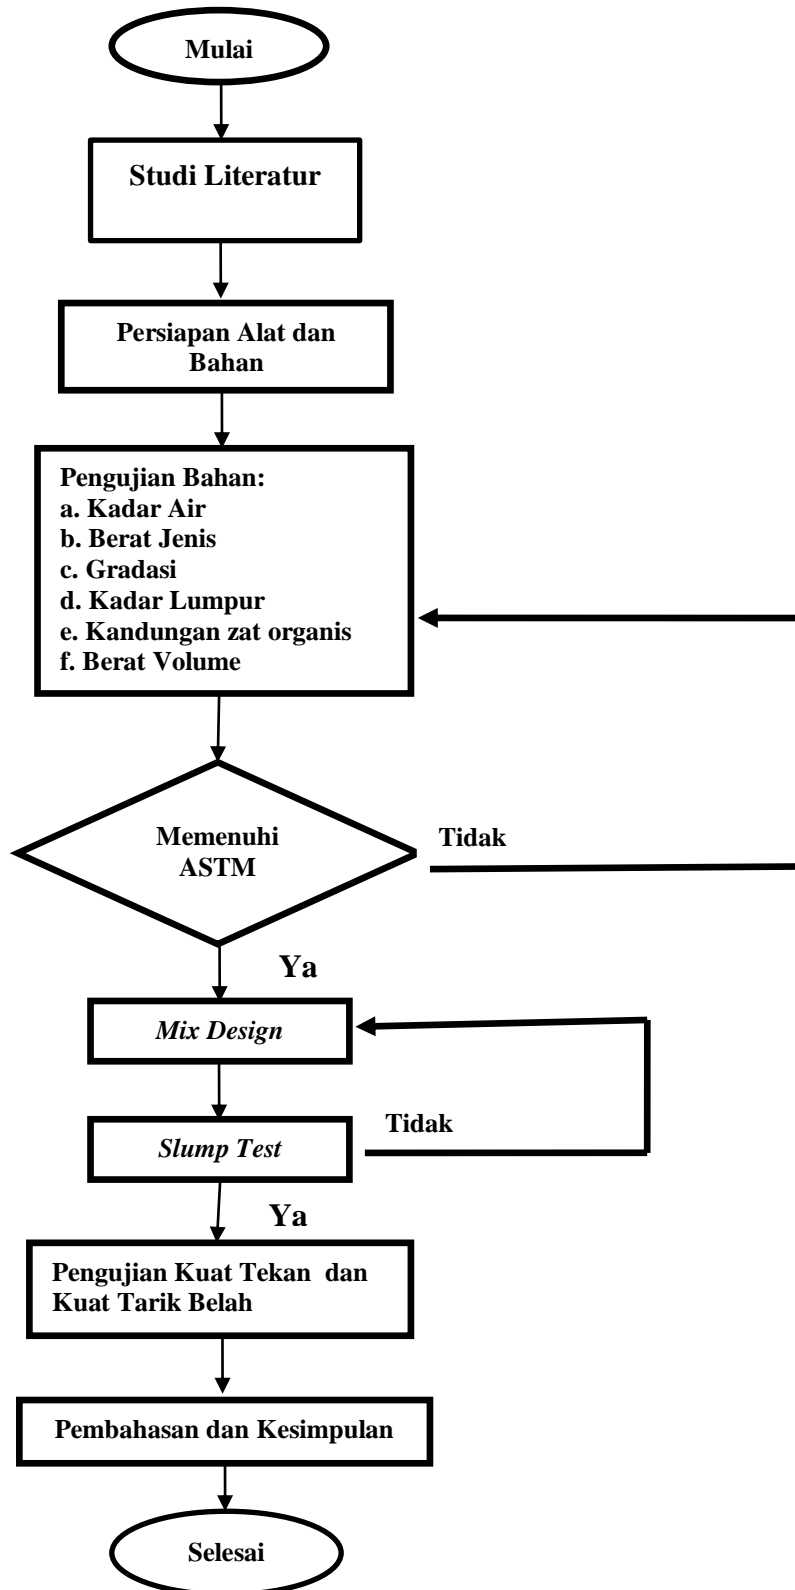 Mulai
Studi Literatur
Persiapan Alat dan
Bahan
Pengujian Bahan:
a. Kadar Air
b. Berat Jenis
c. Gradasi
d. Kadar Lumpur
e. Kandungan zat organis
f. Berat Volume
Memenuhi
ASTM
Tidak
Ya
Mix Design
Slump Test
Tidak
Ya
Pengujian Kuat Tekan dan
Kuat Tarik Belah
Pembahasan dan Kesimpulan
Selesai